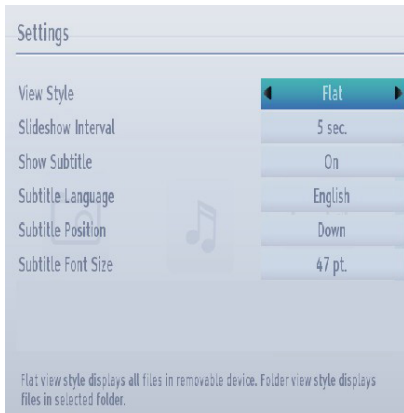 Settings
View Style Flat
Slideshow Interval 5 sec.
Show Subtitle On
Subtitle Language English
Subtitle Position Down
Subtitle Font Size 47 pt.
Flat view style displays all files in removable device. Folder view style displays
files in selected folder.